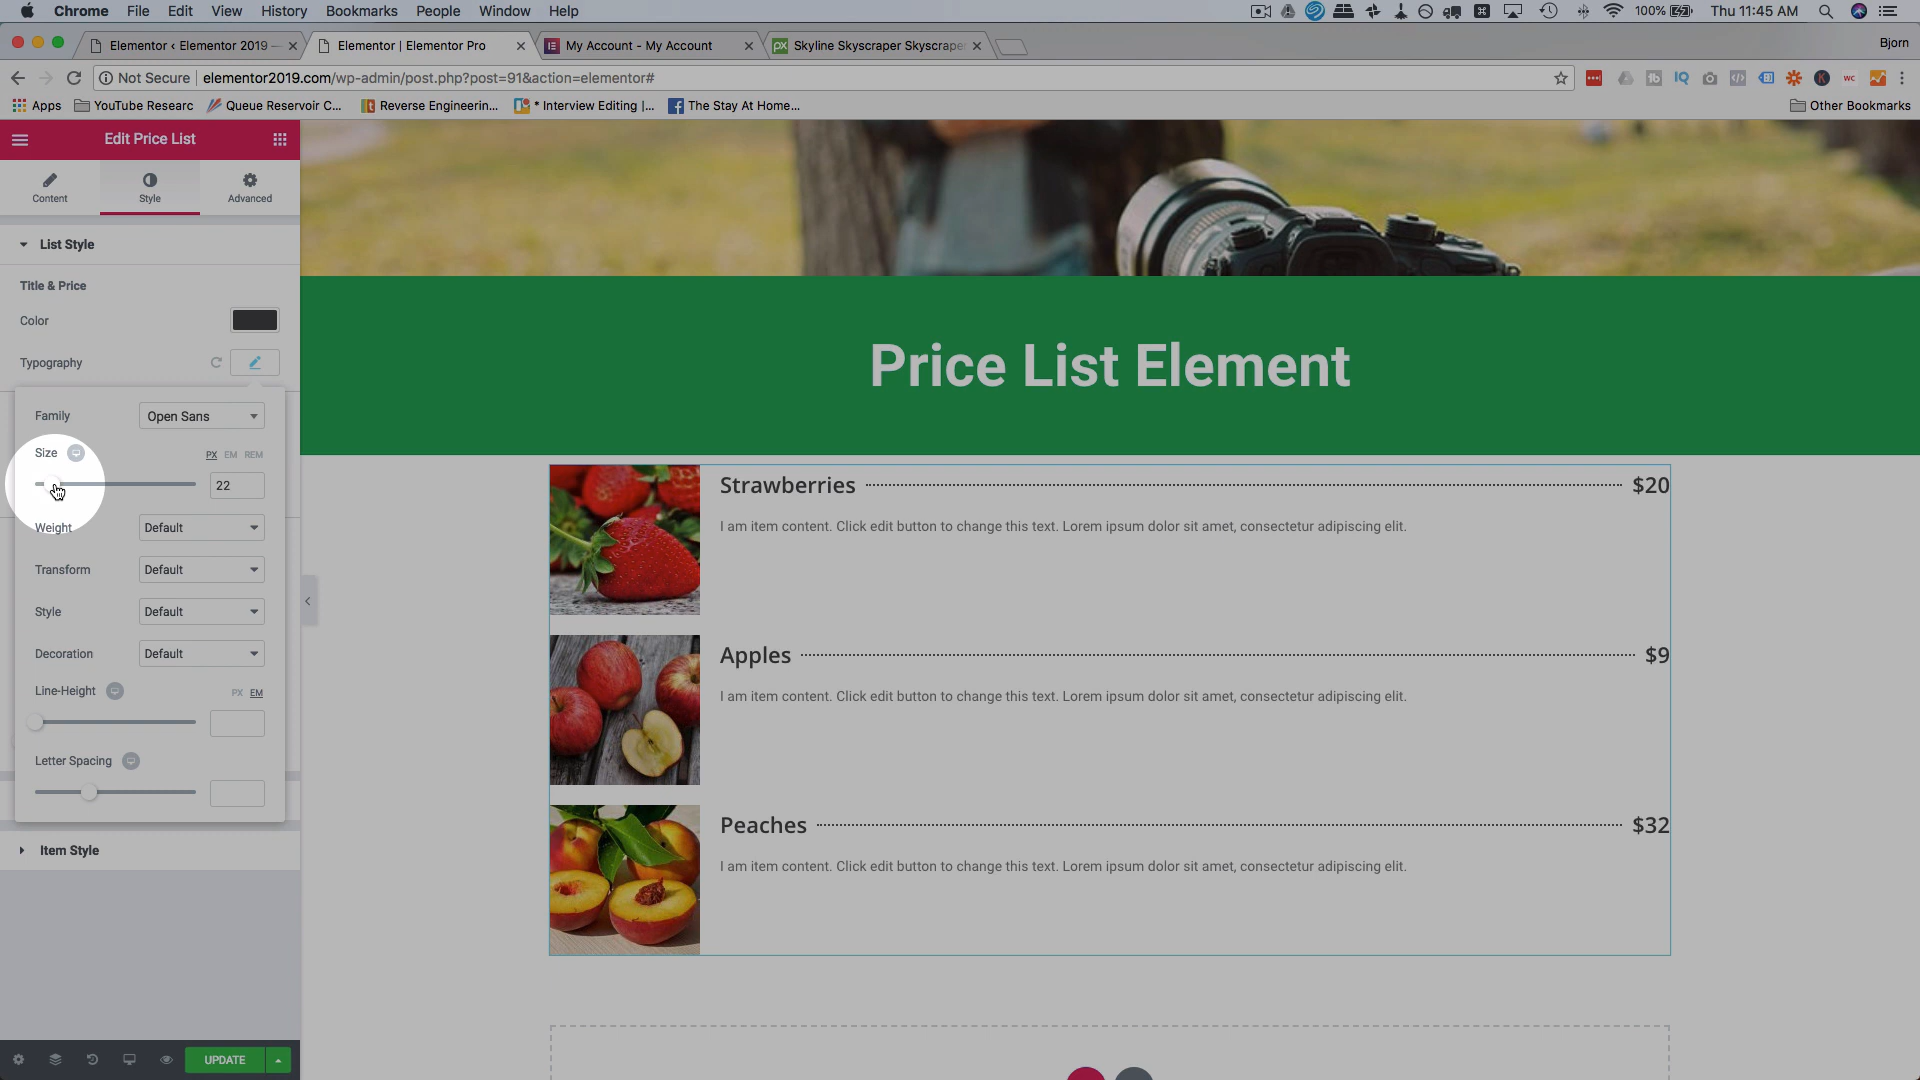 Chrome File Edit View History Bookmarks People Window Help 100% Thu 11:45 AM
Elementor ‹ Elementor 2019 — Elementor | Elementor Pro My Account - My Account Skyline Skyscraper Skyscrape Bjorn
Not Secure | elementor2019.com/wp-admin/post.php?post=91&action=elementor#
Apps YouTube Researc Queue Reservoir C... Reverse Engineerin... * Interview Editing |... The Stay At Home... Other Bookmarks
Edit Price List
Content Style Advanced
List Style
Title & Price
Color
Typography
Family Open Sans
Size PX EM REM
22
Weight Default
Transform Default
Style Default
Decoration Default
Line-Height PX EM
Letter Spacing
Item Style
UPDATE
Price List Element
Strawberries $20
I am item content. Click edit button to change this text. Lorem ipsum dolor sit amet, consectetur adipiscing elit.
Apples $9
I am item content. Click edit button to change this text. Lorem ipsum dolor sit amet, consectetur adipiscing elit.
Peaches $32
I am item content. Click edit button to change this text. Lorem ipsum dolor sit amet, consectetur adipiscing elit.